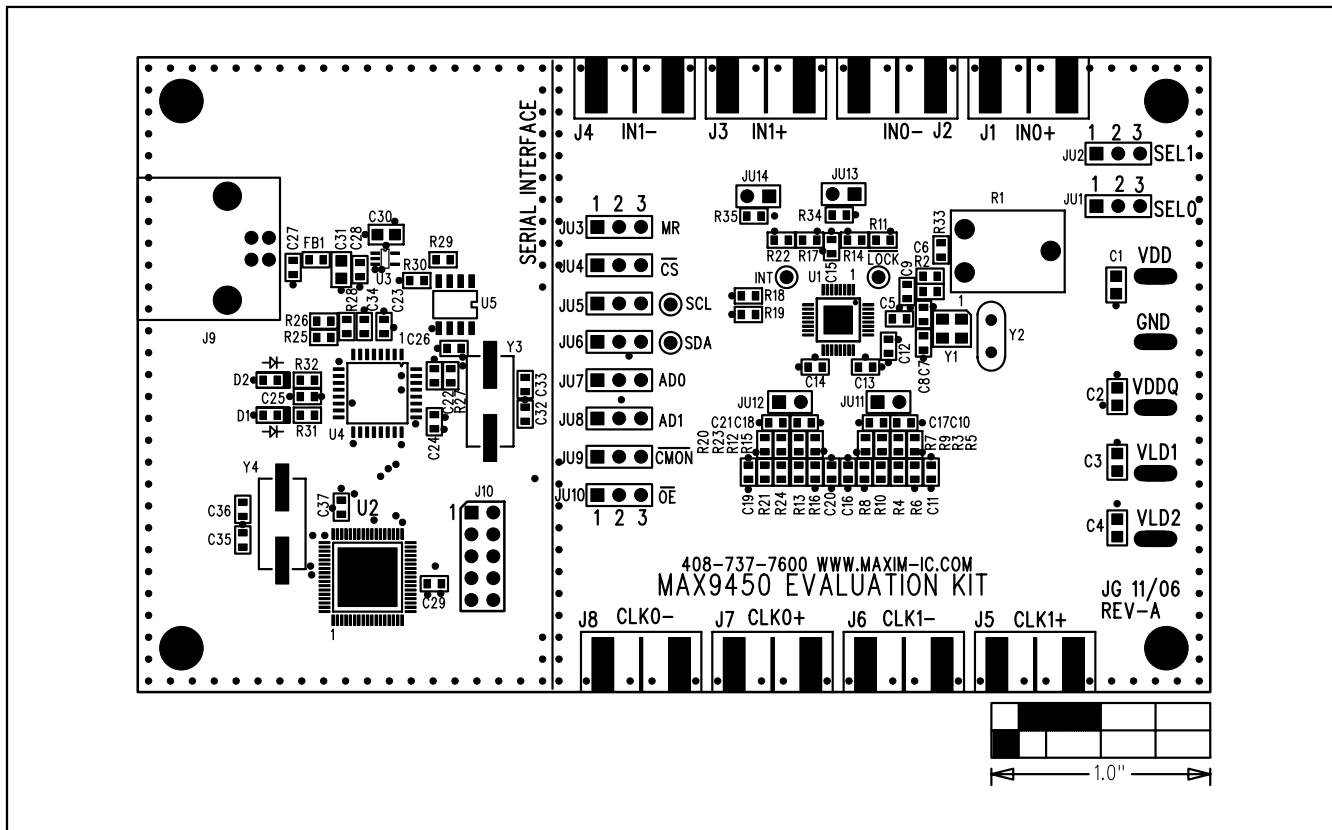 J4 IN1- J3 IN1+ IN0- J2 J1 IN0+
SERIAL INTERFACE
1 2 3
JU2 SEL1
1 2 3
JU1 SEL0
JU14 JU13
R35 R34 R11
R1
R33
1 2 3
JU3 MR
JU4 CS
JU5 SCL
JU6 SDA
JU7 AD0
JU8 AD1
JU9 CMON
JU10 OE
1 2 3
C27 FB1 C31 C28 C30
U3
R29
R30
U5
J9
R26
R25
R28 C34 C23
1
C26
Y3
D2 R32
C25
D1 R31
U4
C22
R27
C24
C33
C32
Y4
C36
C35
C37
U2
J10
1
C29
1
R22 R17 C15 R14
INT U1 1 LOCK
C9
C6
R2
R18
R19
C5
1
Y1 Y2
C12
C7
C8
C14 C13
JU12 JU11
C21 C18 C17 C10
R20
R23
R12
R15
R7
R9
R3
R5
C19 R21 R24 R13 R16 C20 C16 R8 R10 R4 R6 C11
C1 VDD
GND
C2 VDDQ
C3 VLD1
C4 VLD2
408-737-7600 WWW.MAXIM-IC.COM
MAX9450 EVALUATION KIT
JG 11/06
REV-A
J8 CLK0- J7 CLK0+ J6 CLK1- J5 CLK1+
1.0"